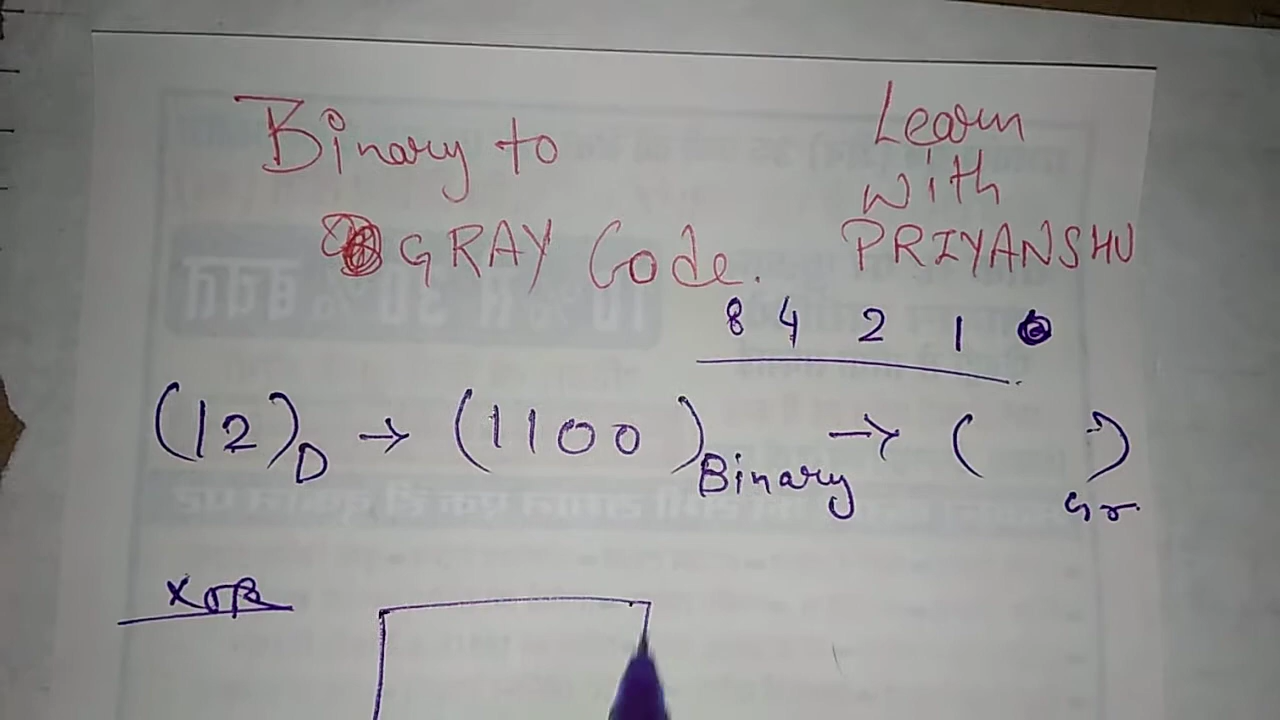 Binary to
GRAY Code.
Learn
with
PRIYANSHU
8 4 2 1
(12)D → (1100)Binary → ( )Gr.
XOR